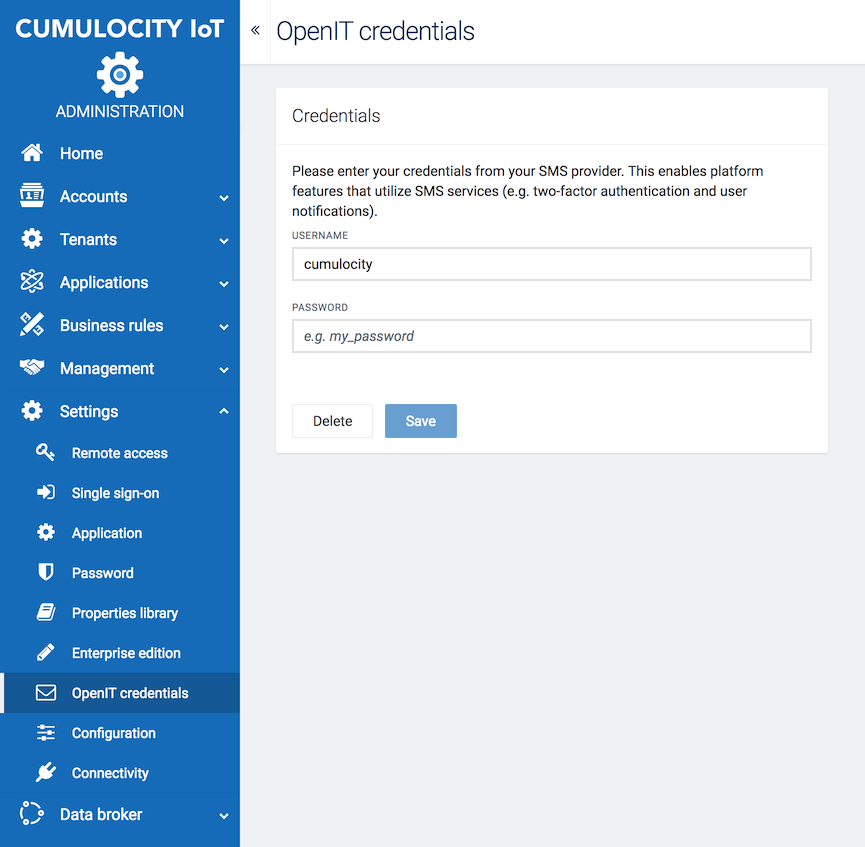 CUMULOCITY IoT
ADMINISTRATION
Home
Accounts
Tenants
Applications
Business rules
Management
Settings
Remote access
Single sign-on
Application
Password
Properties library
Enterprise edition
OpenIT credentials
Configuration
Connectivity
Data broker
« OpenIT credentials
Credentials
Please enter your credentials from your SMS provider. This enables platform
features that utilize SMS services (e.g. two-factor authentication and user
notifications).
USERNAME
cumulocity
PASSWORD
e.g. my_password
Delete Save